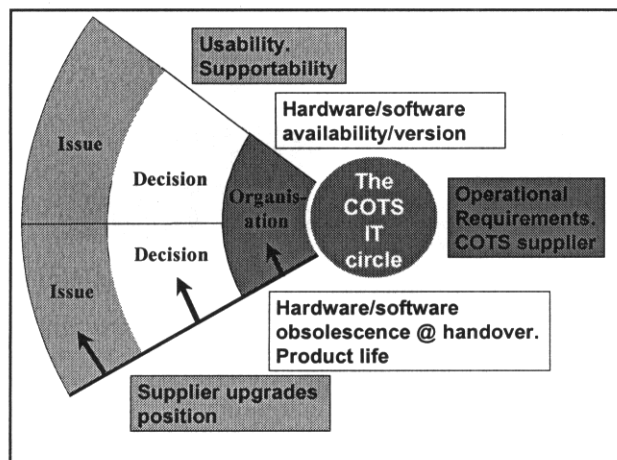 Usability.
Supportability
Hardware/software
availability/version
Issue
Decision
Organis-
ation
The
COTS
IT
circle
Operational
Requirements.
COTS supplier
Decision
Issue
Hardware/software
obsolescence @ handover.
Product life
Supplier upgrades
position